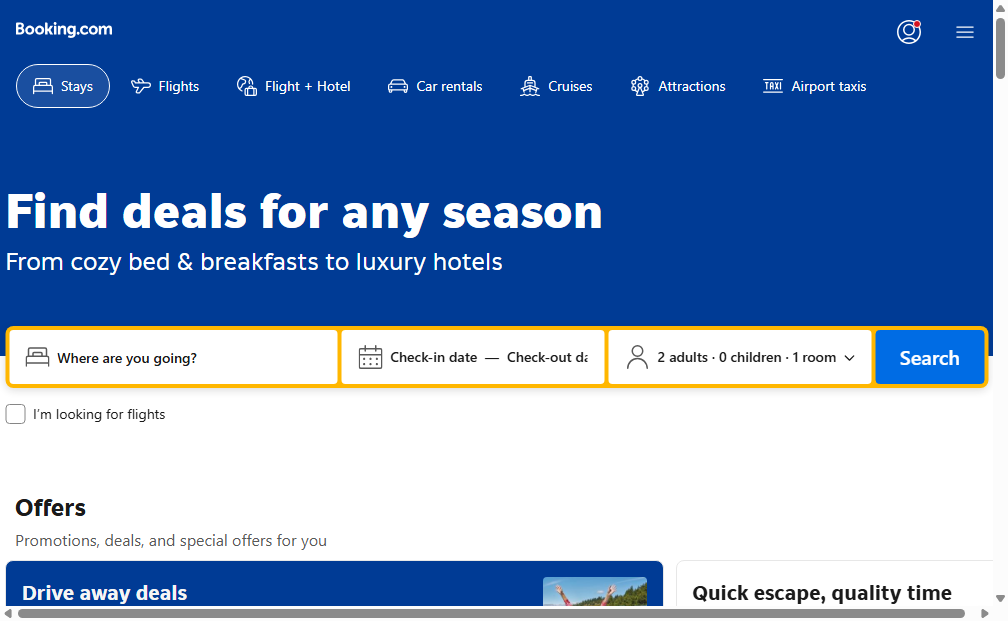 Booking.com
Stays
Flights
Flight + Hotel
Car rentals
Cruises
Attractions
TAXI
Airport taxis
Find deals for any season
From cozy bed & breakfasts to luxury hotels
Where are you going?
Check-in date — Check-out da
2 adults · 0 children · 1 room
Search
I'm looking for flights
Offers
Promotions, deals, and special offers for you
Drive away deals
Quick escape, quality time